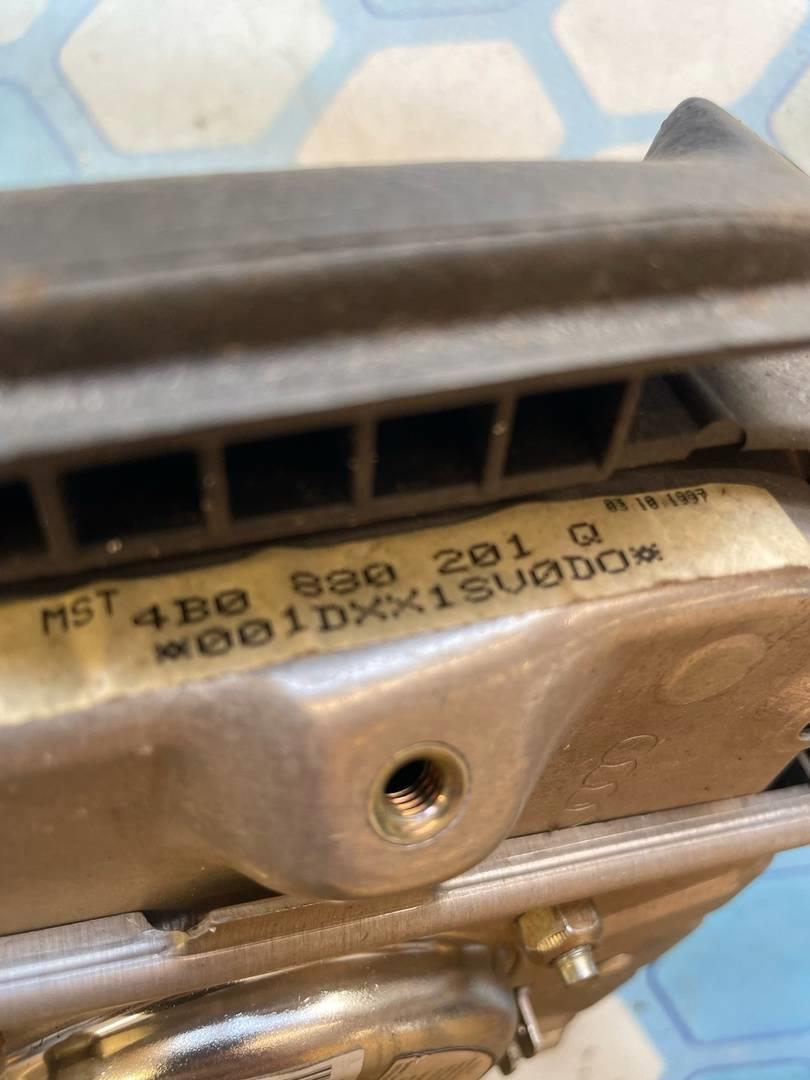 03 10 1997
MST 4B0 880 201 Q
*001DXX1SV0DO*